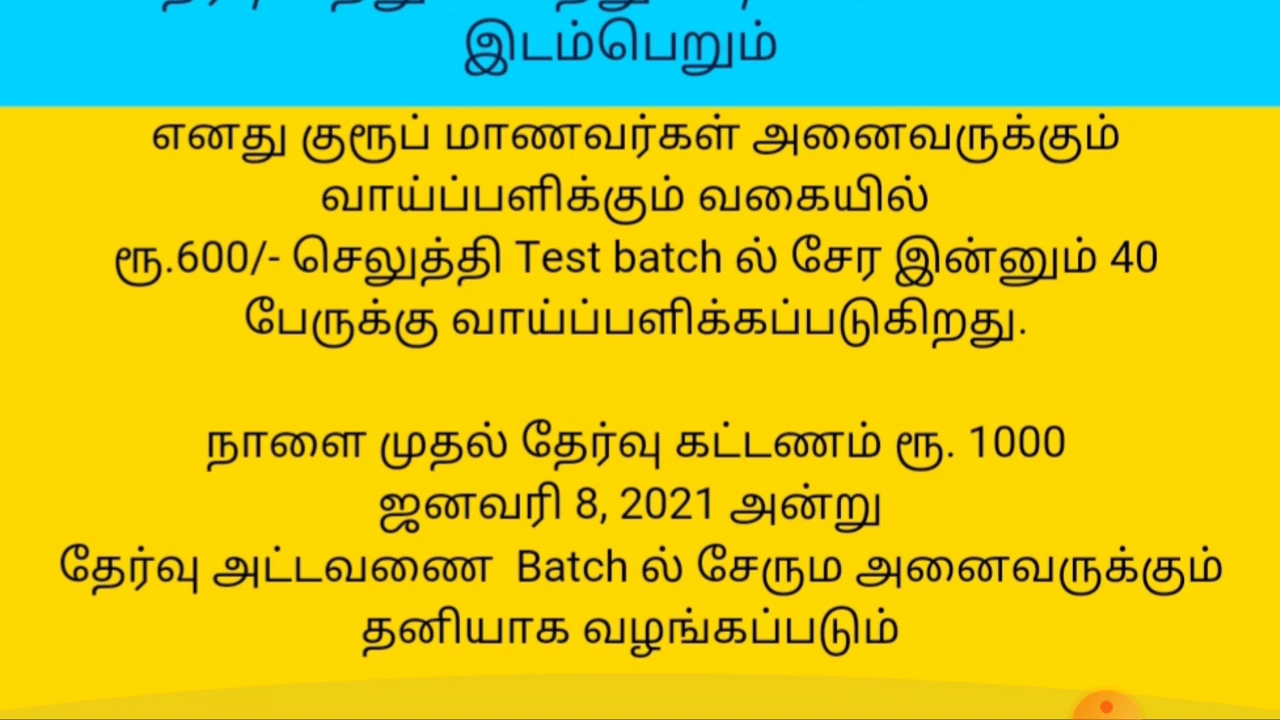 இடம்பெறும்
எனது குரூப் மாணவர்கள் அனைவருக்கும்
வாய்ப்பளிக்கும் வகையில்
ரூ.600/- செலுத்தி Test batch ல் சேர இன்னும் 40
பேருக்கு வாய்ப்பளிக்கப்படுகிறது.
நாளை முதல் தேர்வு கட்டணம் ரூ. 1000
ஜனவரி 8, 2021 அன்று
தேர்வு அட்டவணை Batch ல் சேரும அனைவருக்கும்
தனியாக வழங்கப்படும்